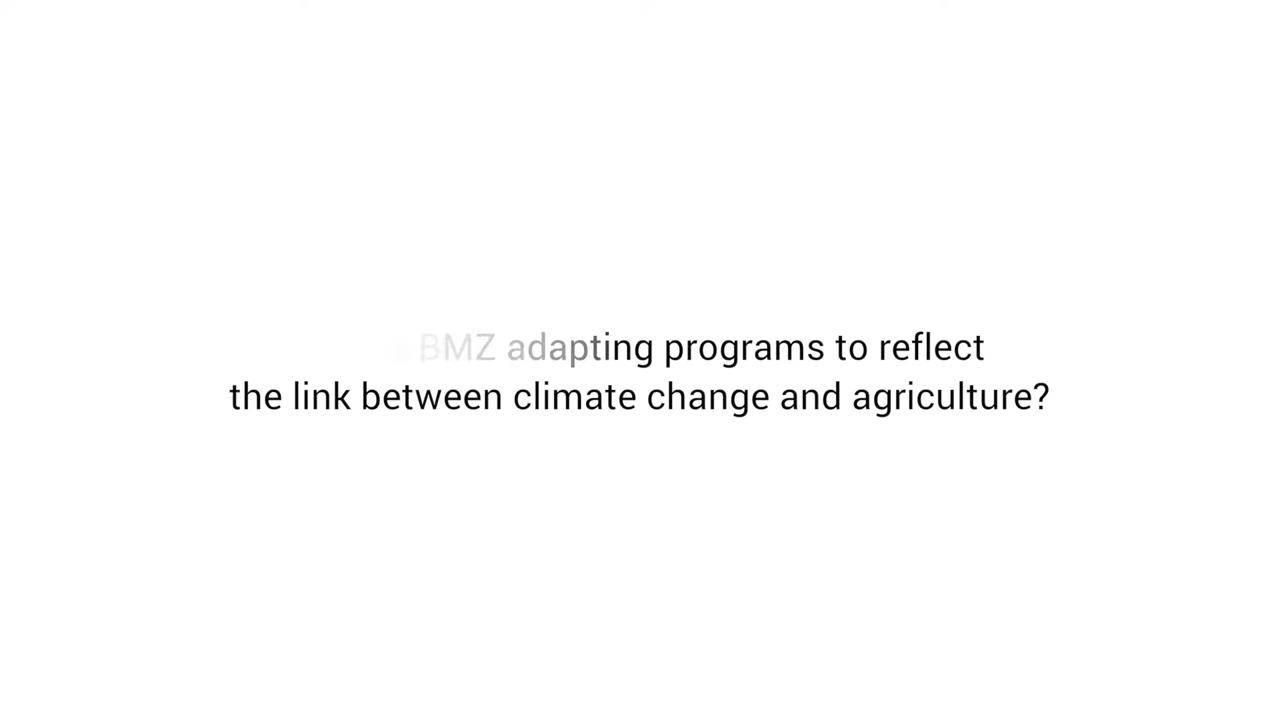 BMZ adapting programs to reflect
the link between climate change and agriculture?